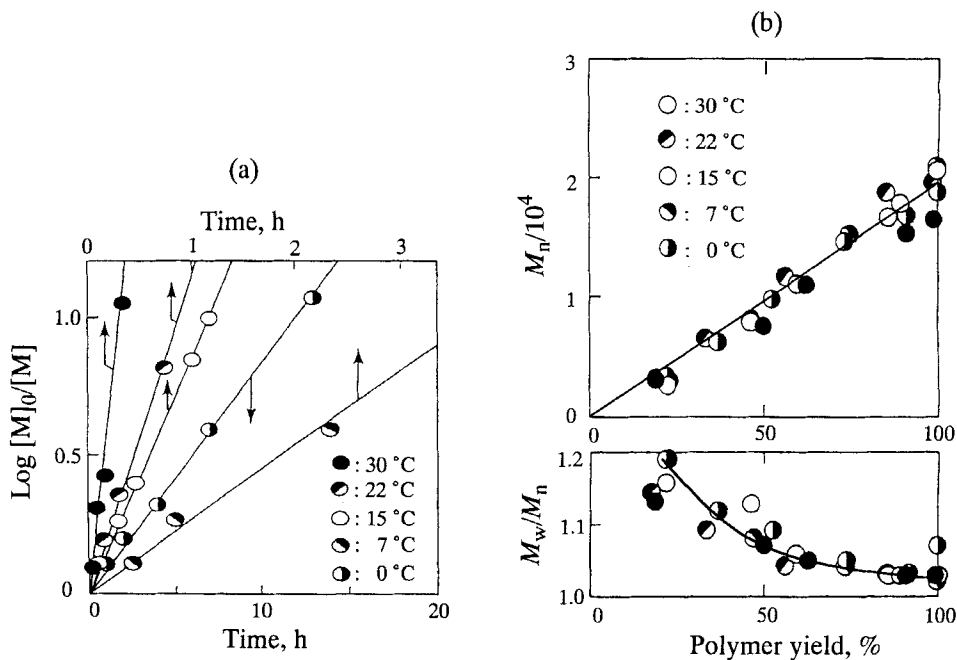 (a)
Time, h
0 1 2 3
Log [M]₀/[M]
1.0
0.5
0
: 30 °C
: 22 °C
: 15 °C
: 7 °C
: 0 °C
0 10 20
Time, h
(b)
Mn/10⁴
3
2
1
0
: 30 °C
: 22 °C
: 15 °C
: 7 °C
: 0 °C
0 50 100
Mw/Mn
1.2
1.1
1.0
0 50 100
Polymer yield, %